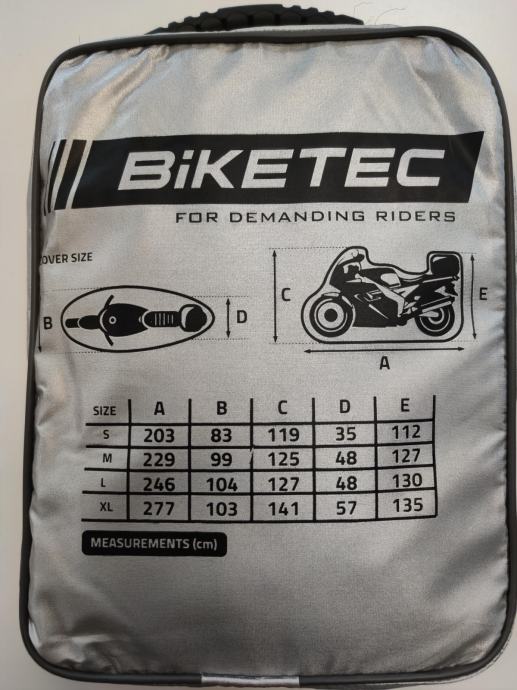 BiKETEC
FOR DEMANDING RIDERS
OVER SIZE
B D
C E
A
SIZE A B C D E
S 203 83 119 35 112
M 229 99 125 48 127
L 246 104 127 48 130
XL 277 103 141 57 135
MEASUREMENTS (cm)